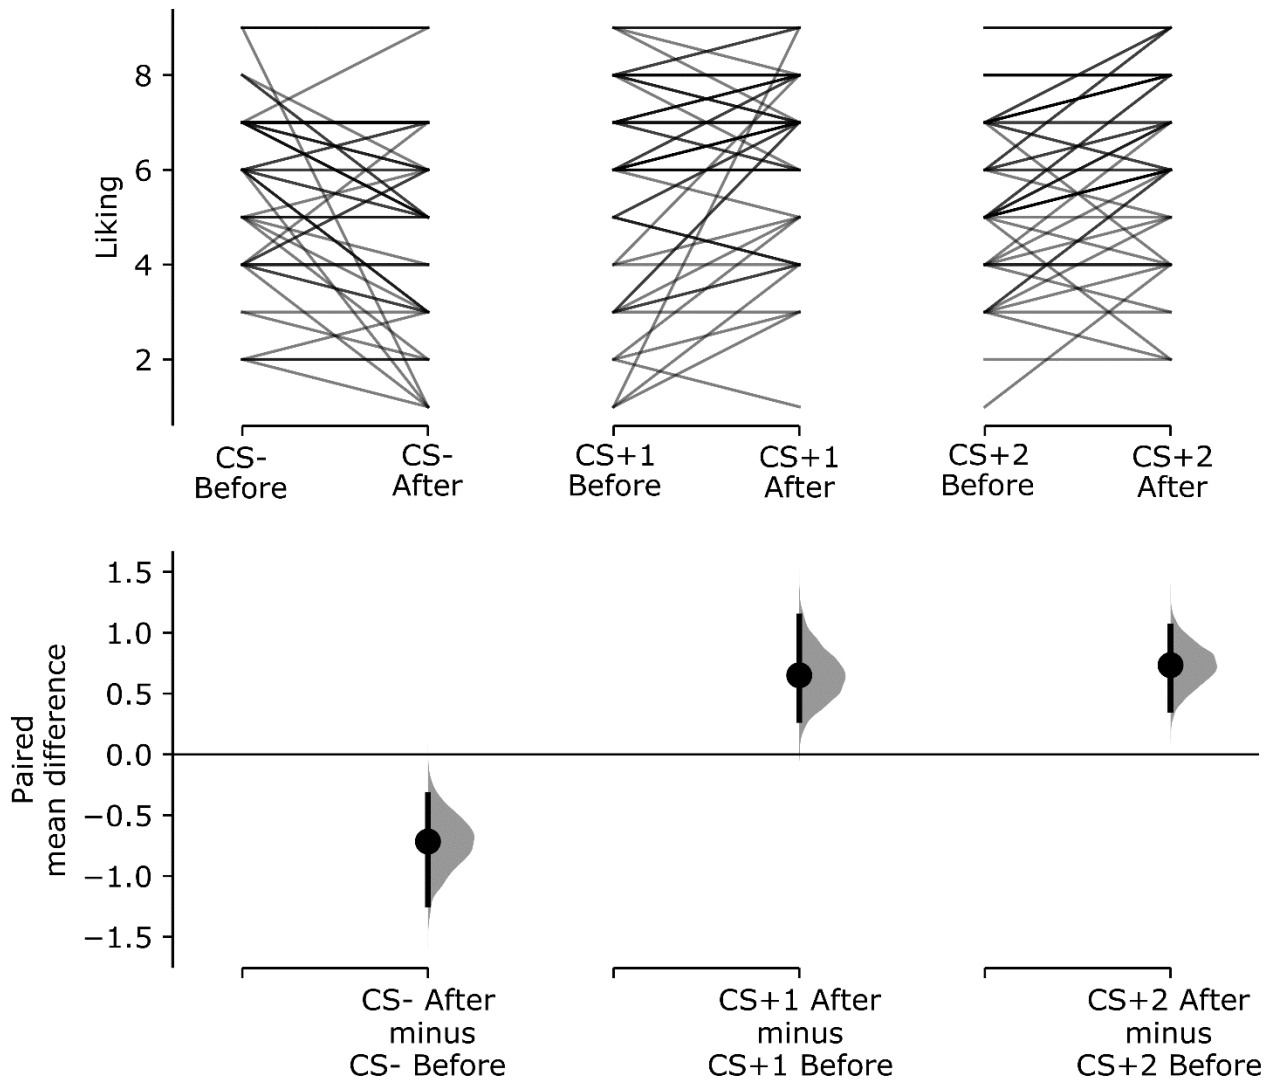 8
6
4
2
Liking
CS-
Before
CS-
After
CS+1
Before
CS+1
After
CS+2
Before
CS+2
After
1.5
1.0
0.5
0.0
−0.5
−1.0
−1.5
Paired
mean difference
CS- After
minus
CS- Before
CS+1 After
minus
CS+1 Before
CS+2 After
minus
CS+2 Before